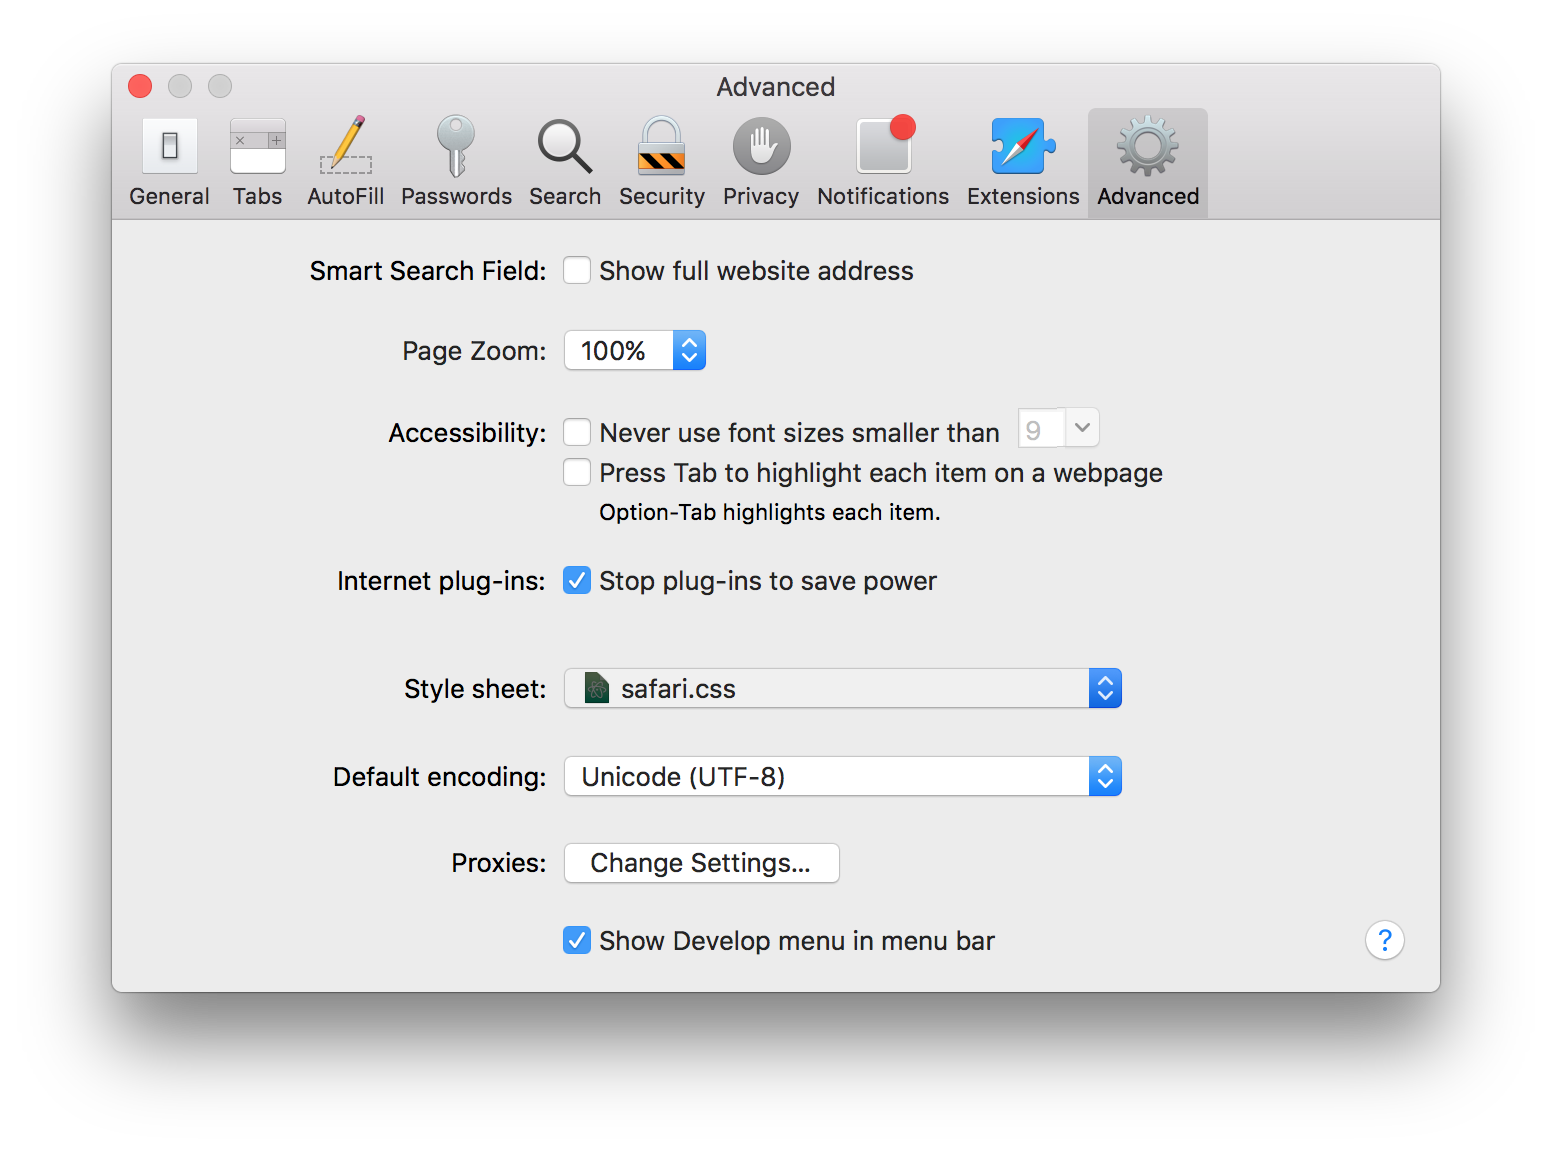 Advanced
General Tabs AutoFill Passwords Search Security Privacy Notifications Extensions Advanced
Smart Search Field: Show full website address
Page Zoom: 100%
Accessibility: Never use font sizes smaller than 9
Press Tab to highlight each item on a webpage
Option-Tab highlights each item.
Internet plug-ins: Stop plug-ins to save power
Style sheet: safari.css
Default encoding: Unicode (UTF-8)
Proxies: Change Settings...
Show Develop menu in menu bar
?